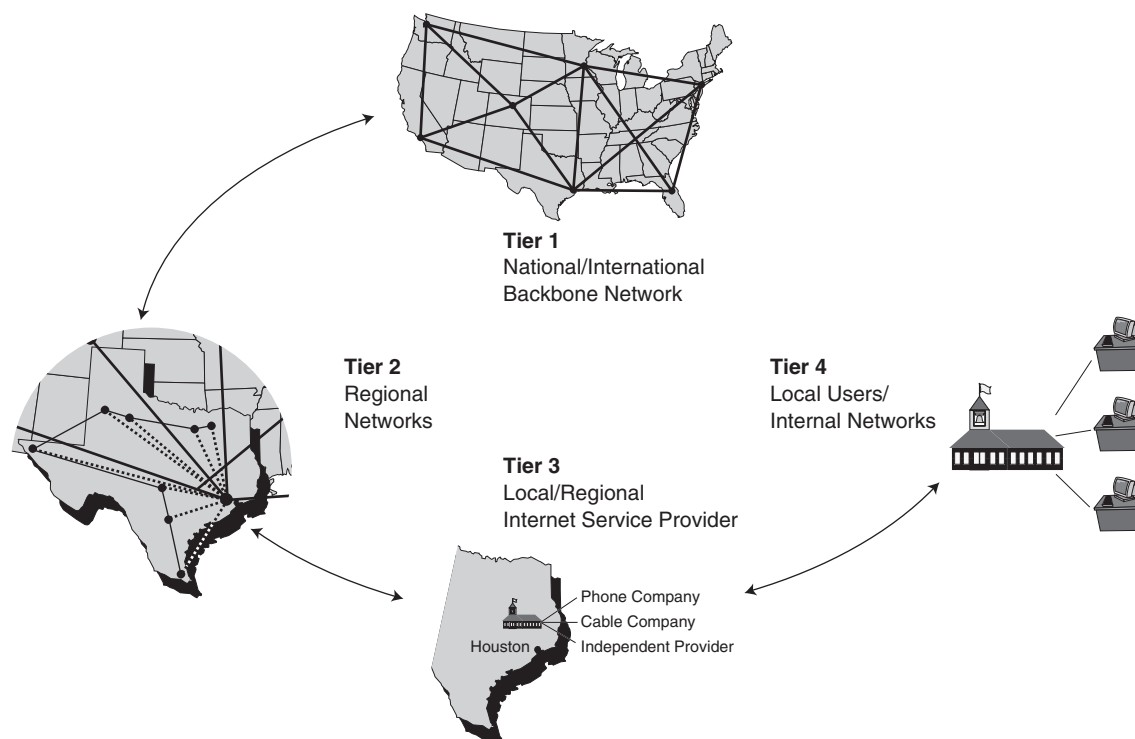 Tier 1
National/International
Backbone Network
Tier 2
Regional
Networks
Tier 4
Local Users/
Internal Networks
Tier 3
Local/Regional
Internet Service Provider
Phone Company
Cable Company
Houston
Independent Provider